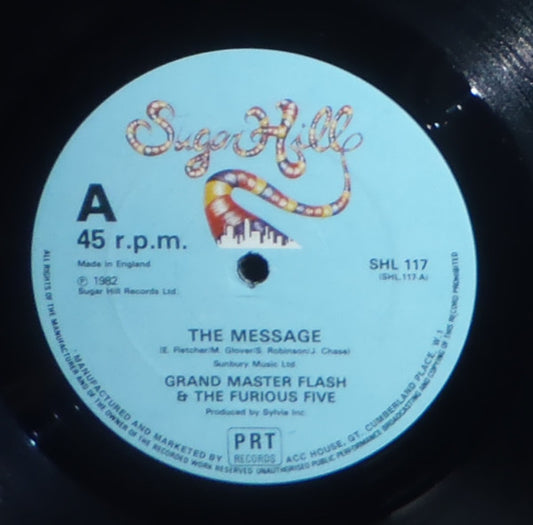 Sugar Hill
A
45 r.p.m.
Made in England
℗ 1982
Sugar Hill Records Ltd.
SHL 117
(SHL.117-A)
THE MESSAGE
(E. Fletcher/M. Glover/S. Robinson/J. Chase)
Sunbury Music Ltd.
GRAND MASTER FLASH
& THE FURIOUS FIVE
Produced by Sylvia Inc.
PRT
RECORDS
MANUFACTURED AND MARKETED BY PRT RECORDS ACC HOUSE, GT. CUMBERLAND PLACE, W.1.
ALL RIGHTS OF THE MANUFACTURER AND OF THE OWNER OF THE RECORDED WORK RESERVED UNAUTHORISED PUBLIC PERFORMANCE BROADCASTING AND COPYING OF THIS RECORD PROHIBITED